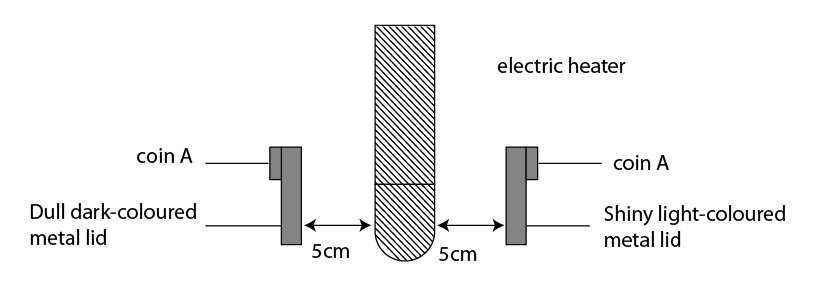 electric heater
coin A
coin A
Dull dark-coloured
metal lid
Shiny light-coloured
metal lid
5cm
5cm